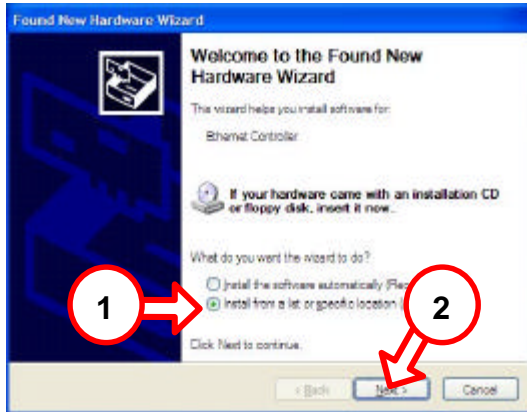 Found New Hardware Wizard
Welcome to the Found New
Hardware Wizard
This wizard helps you install software for:
Ethernet Controller
If your hardware came with an installation CD
or floppy disk, insert it now.
What do you want the wizard to do?
Install the software automatically (Rec
Install from a list or specific location (
Click Next to continue.
1
2
< Back
Next >
Cancel